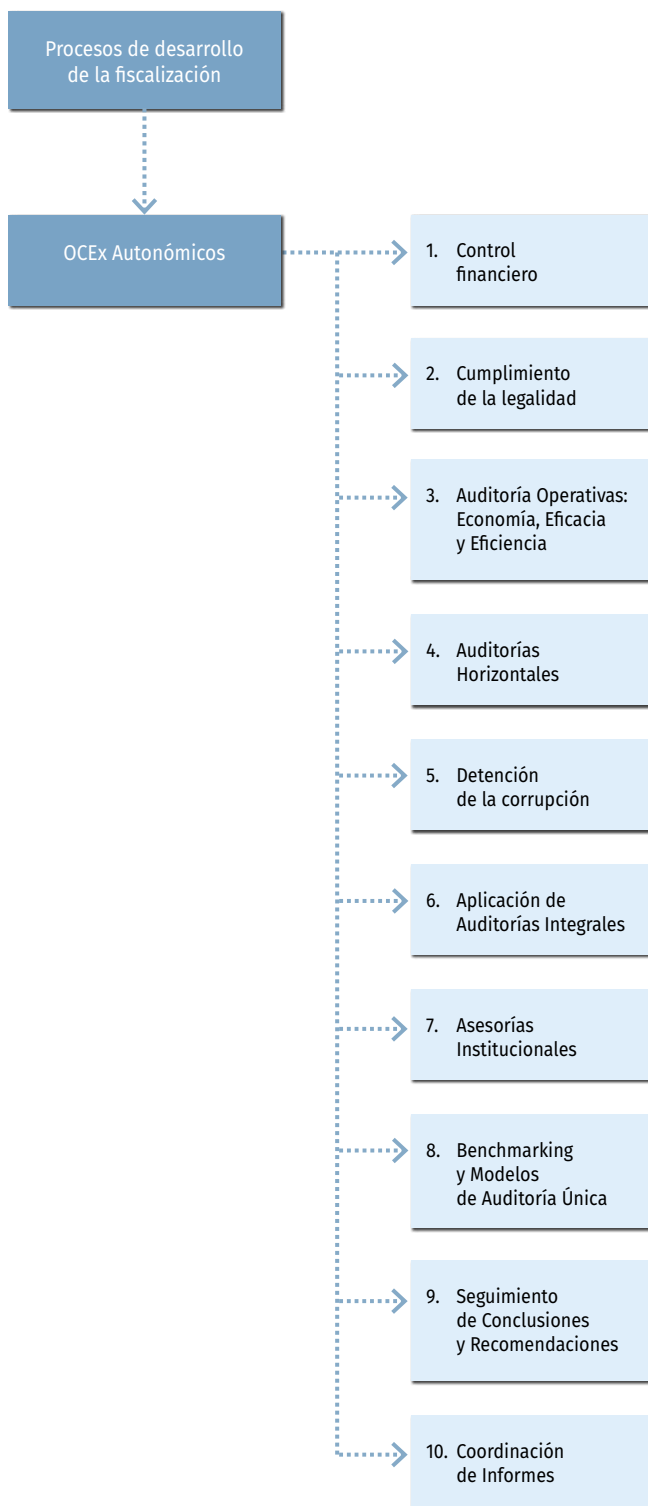 Procesos de desarrollo
de la fiscalización
OCEx Autonómicos
1. Control
financiero
2. Cumplimiento
de la legalidad
3. Auditoría Operativas:
Economía, Eficacia
y Eficiencia
4. Auditorías
Horizontales
5. Detención
de la corrupción
6. Aplicación de
Auditorías Integrales
7. Asesorías
Institucionales
8. Benchmarking
y Modelos
de Auditoría Única
9. Seguimiento
de Conclusiones
y Recomendaciones
10. Coordinación
de Informes